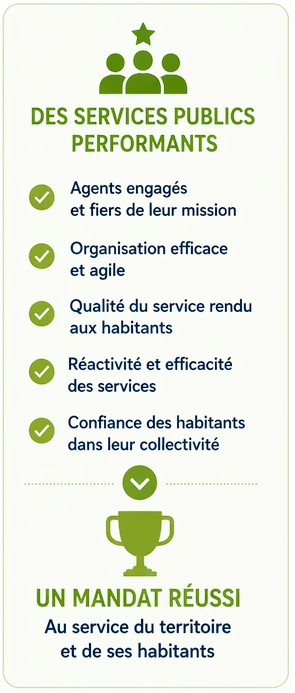 DES SERVICES PUBLICS
PERFORMANTS
Agents engagés
et fiers de leur mission
Organisation efficace
et agile
Qualité du service rendu
aux habitants
Réactivité et efficacité
des services
Confiance des habitants
dans leur collectivité
UN MANDAT RÉUSSI
Au service du territoire
et de ses habitants